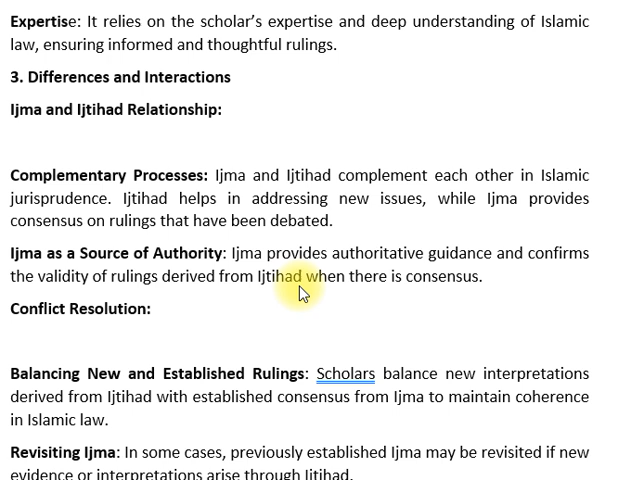 Expertise: It relies on the scholar’s expertise and deep understanding of Islamic
law, ensuring informed and thoughtful rulings.
3. Differences and Interactions
Ijma and Ijtihad Relationship:
Complementary Processes: Ijma and Ijtihad complement each other in Islamic
jurisprudence. Ijtihad helps in addressing new issues, while Ijma provides
consensus on rulings that have been debated.
Ijma as a Source of Authority: Ijma provides authoritative guidance and confirms
the validity of rulings derived from Ijtihad when there is consensus.
Conflict Resolution:
Balancing New and Established Rulings: Scholars balance new interpretations
derived from Ijtihad with established consensus from Ijma to maintain coherence
in Islamic law.
Revisiting Ijma: In some cases, previously established Ijma may be revisited if new
evidence or interpretations arise through Ijtihad.